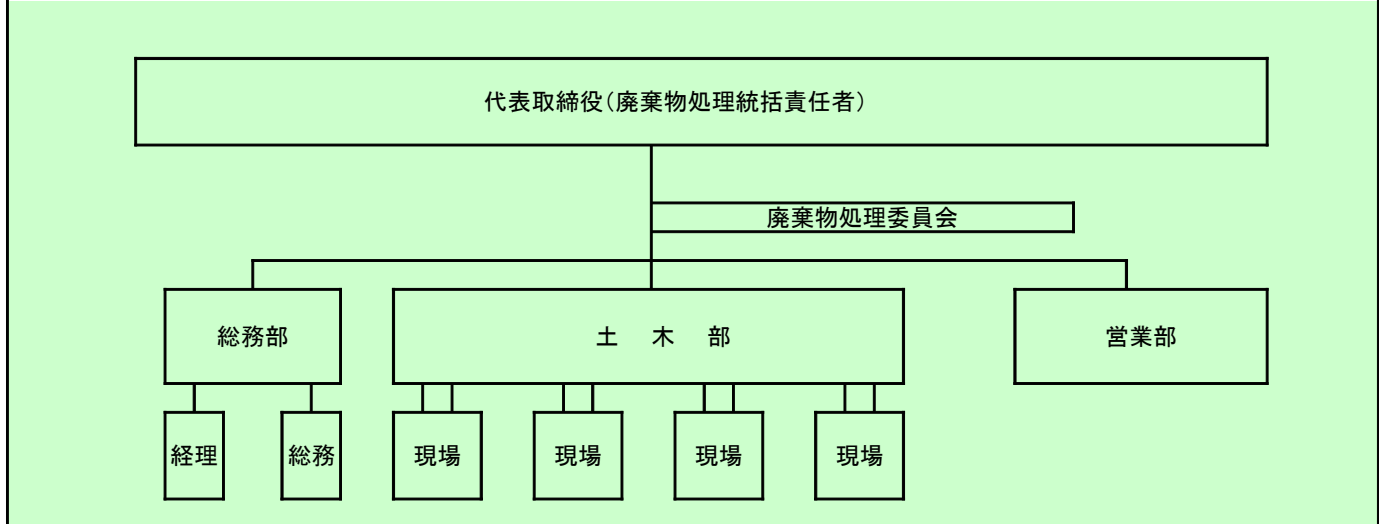 代表取締役(廃棄物処理統括責任者)
廃棄物処理委員会
総務部
土 木 部
営業部
経理
総務
現場
現場
現場
現場